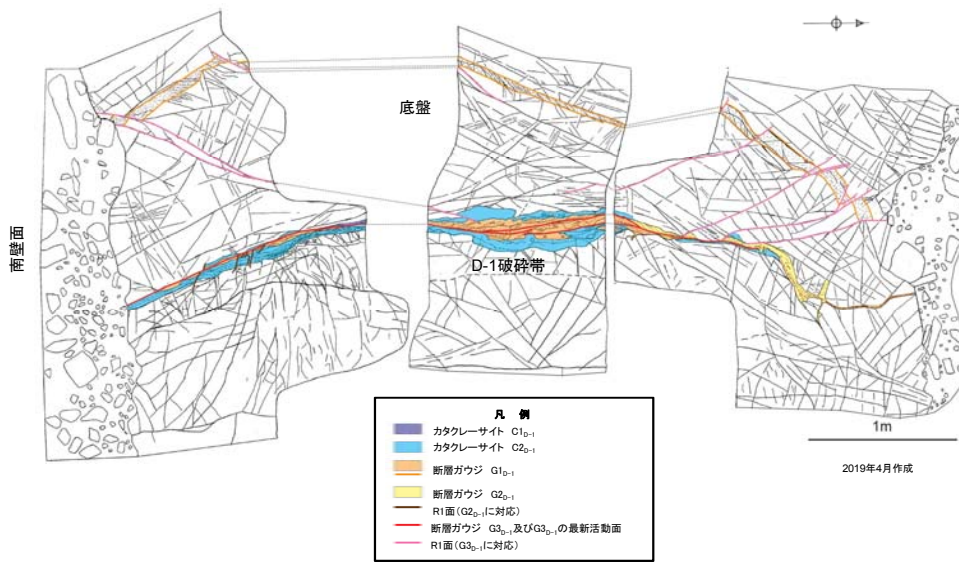 底盤
南壁面
D-1破砕帯
凡 例
カタクレーサイト C1D-1
カタクレーサイト C2D-1
断層ガウジ G1D-1
断層ガウジ G2D-1
R1面(G2D-1に対応)
断層ガウジ G3D-1及びG3D-1の最新活動面
R1面(G3D-1に対応)
1m
2019年4月作成